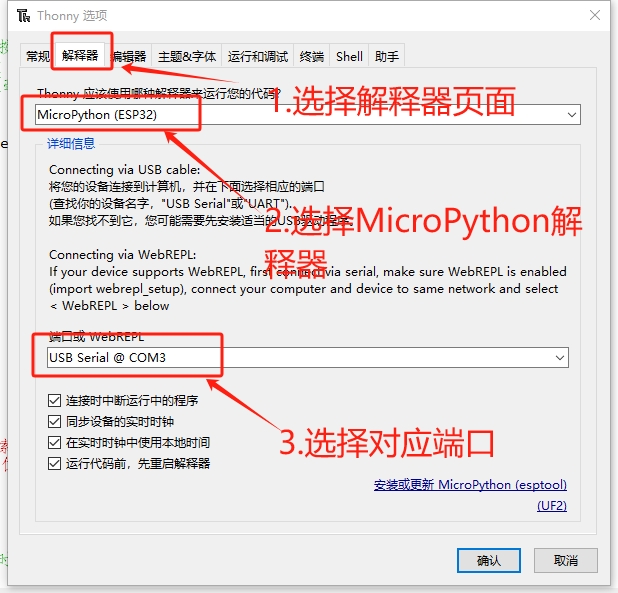 Thonny 选项
常规 解释器 编辑器 主题&字体 运行和调试 终端 Shell 助手
Thonny 应该使用哪种解释器来运行您的代码?
1.选择解释器页面
MicroPython (ESP32)
详细信息
Connecting via USB cable:
将您的设备连接到计算机，并在下面选择相应的端口
(查找你的设备名字，"USB Serial"或"UART").
如果您找不到它，您可能需要先安装适当的USB驱动程序.
2.选择MicroPython解
释器
Connecting via WebREPL:
If your device supports WebREPL, first connect via serial, make sure WebREPL is enabled
(import webrepl_setup), connect your computer and device to same network and select
< WebREPL > below
端口或 WebREPL
USB Serial @ COM3
连接时中断运行中的程序
同步设备的实时时钟
在实时时钟中使用本地时间
运行代码前，先重启解释器
3.选择对应端口
安装或更新 MicroPython (esptool)
(UF2)
确认 取消